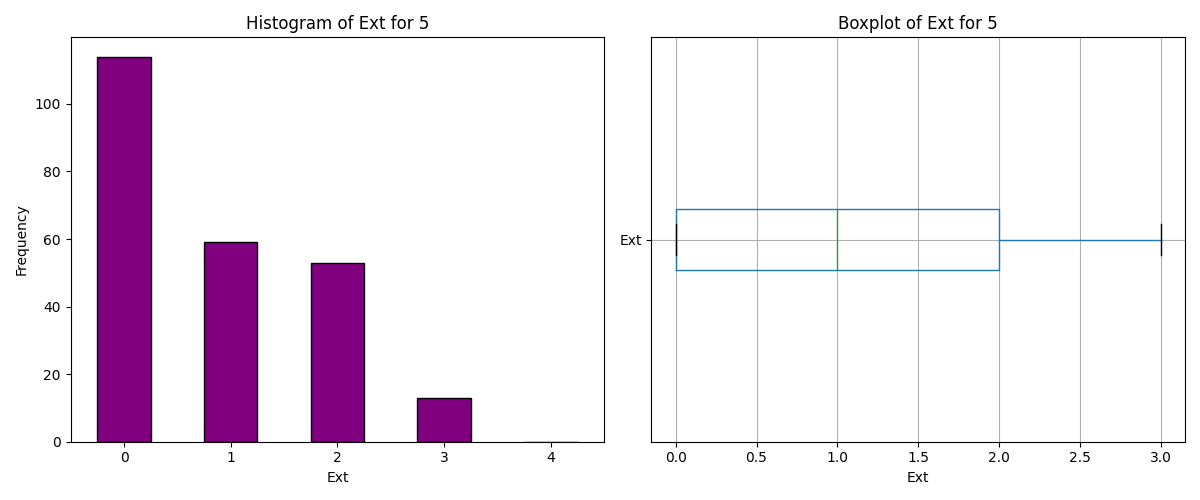 Histogram of Ext for 5
Frequency
100
80
60
40
20
0
0 1 2 3 4
Ext
Boxplot of Ext for 5
Ext
0.0 0.5 1.0 1.5 2.0 2.5 3.0
Ext